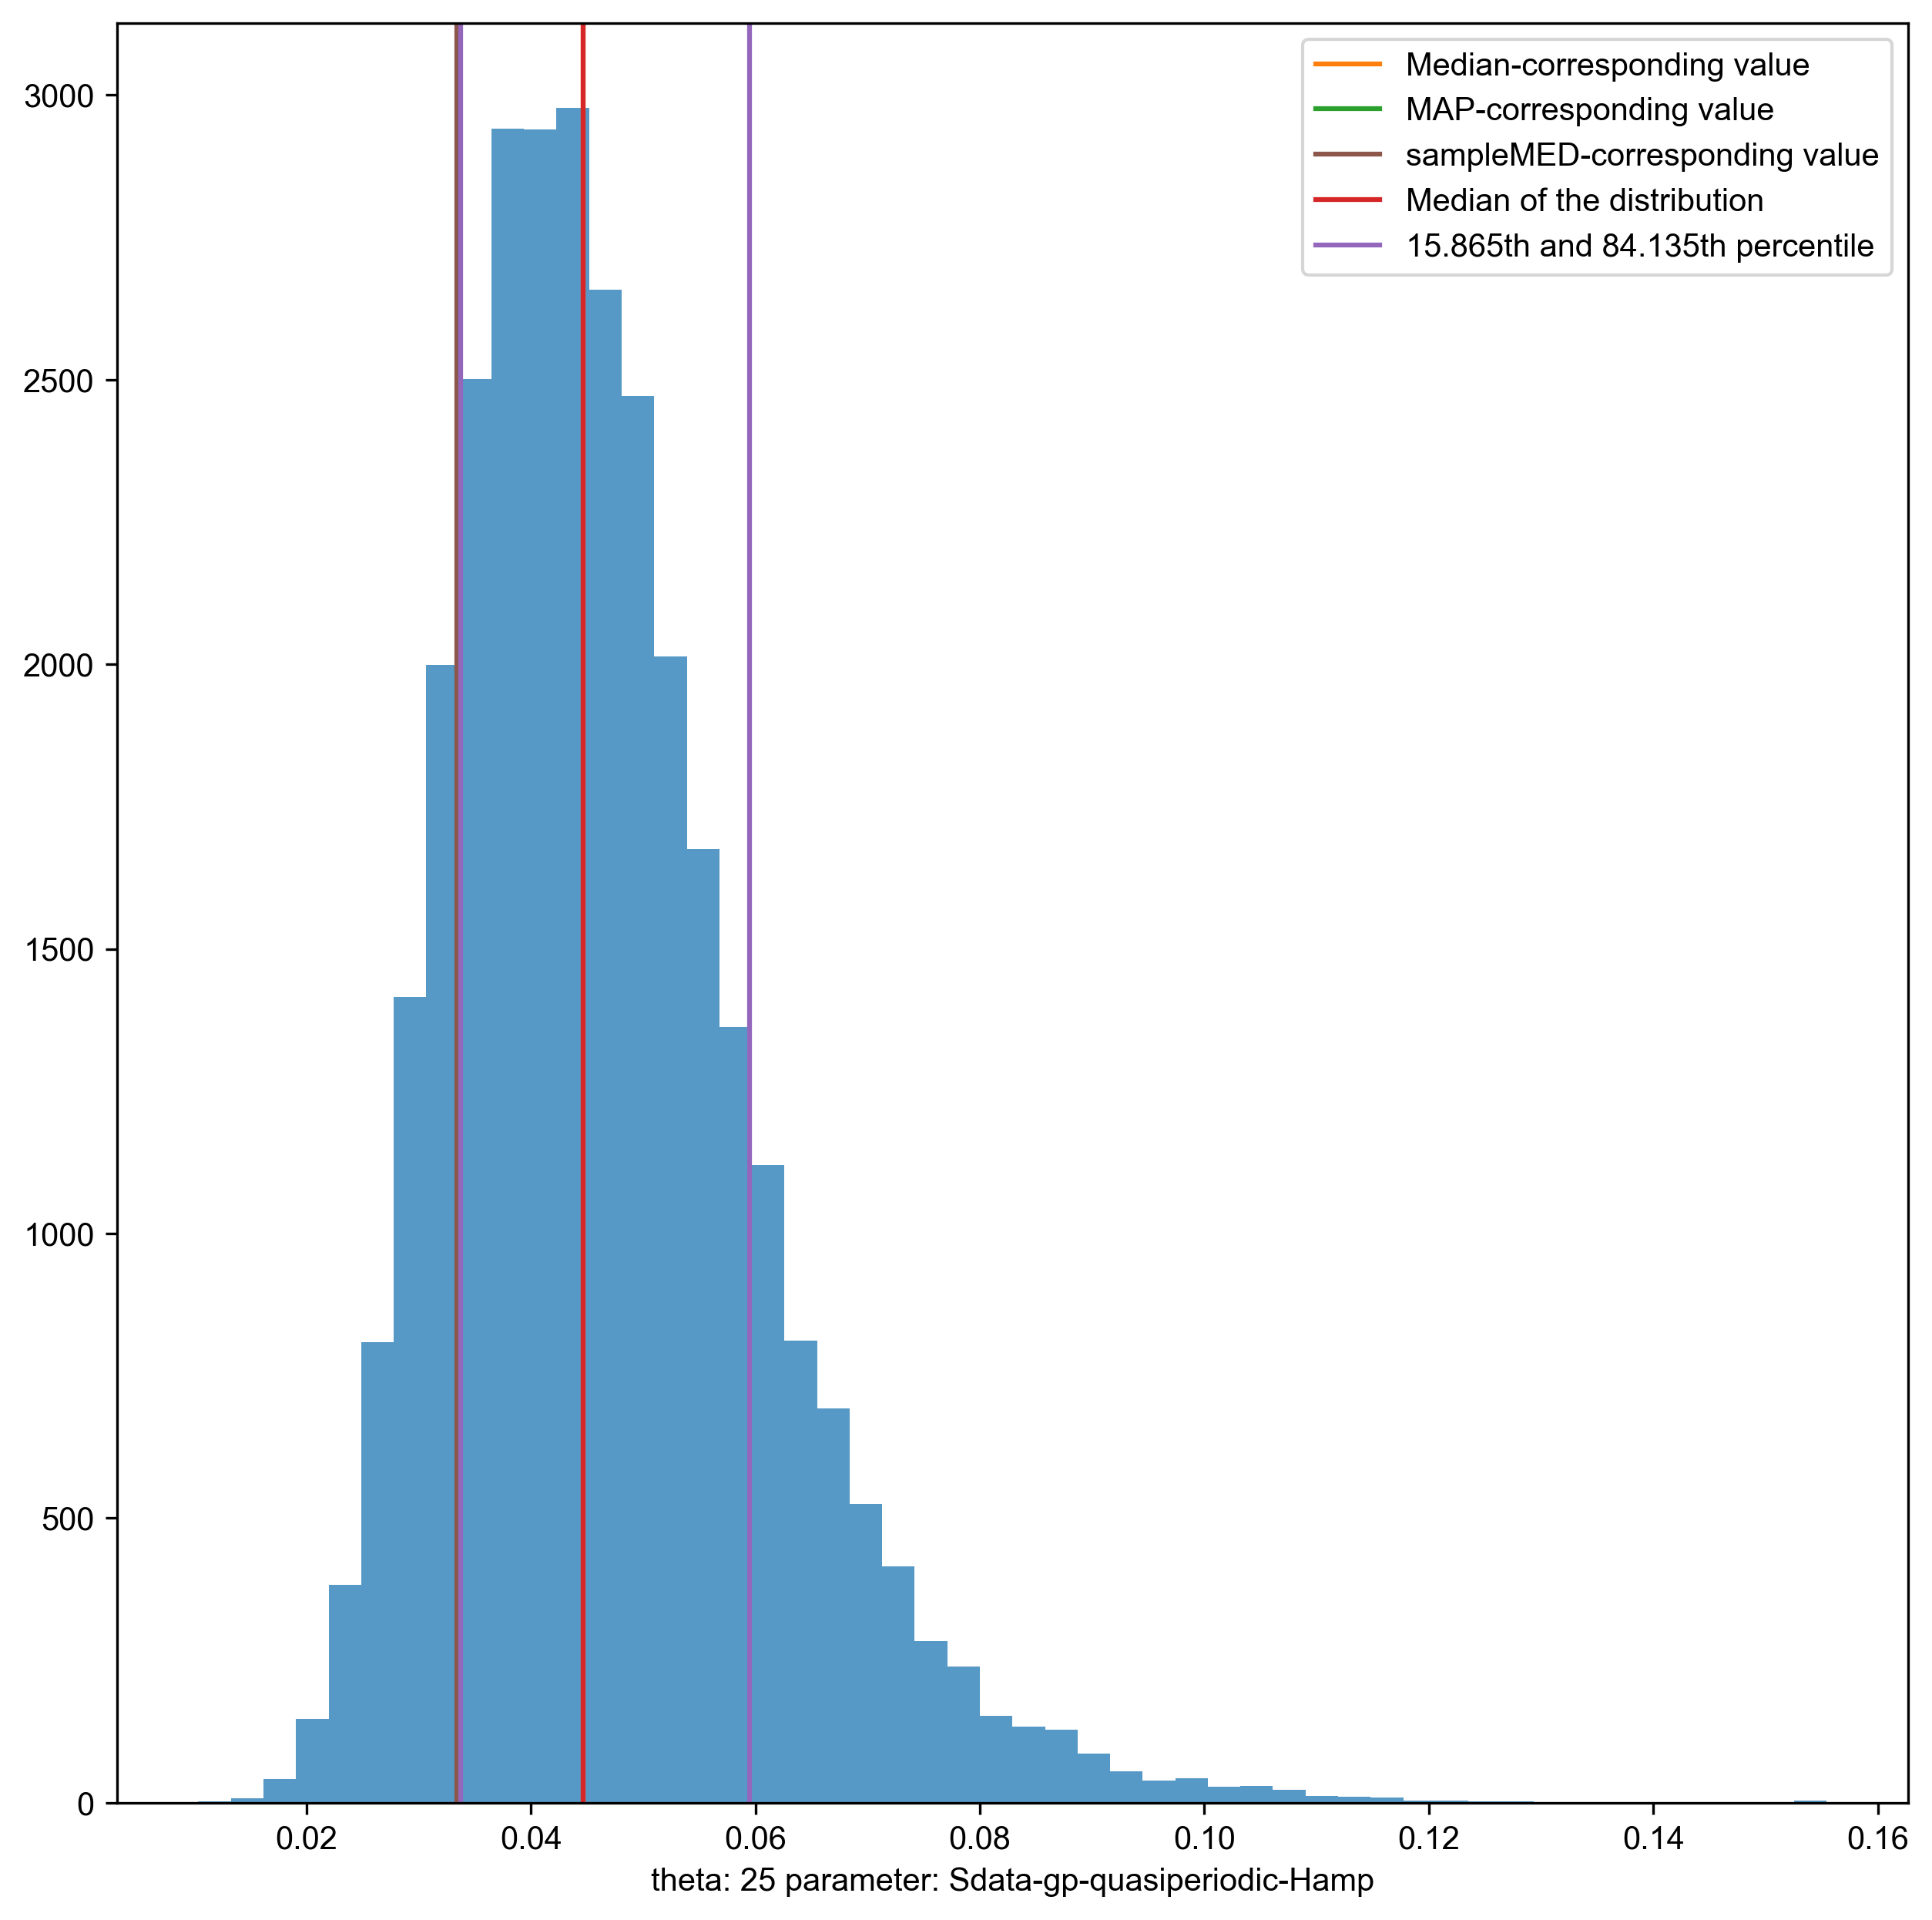 Median-corresponding value
MAP-corresponding value
sampleMED-corresponding value
Median of the distribution
15.865th and 84.135th percentile
3000
2500
2000
1500
1000
500
0
0.02 0.04 0.06 0.08 0.10 0.12 0.14 0.16
theta: 25 parameter: Sdata-gp-quasiperiodic-Hamp